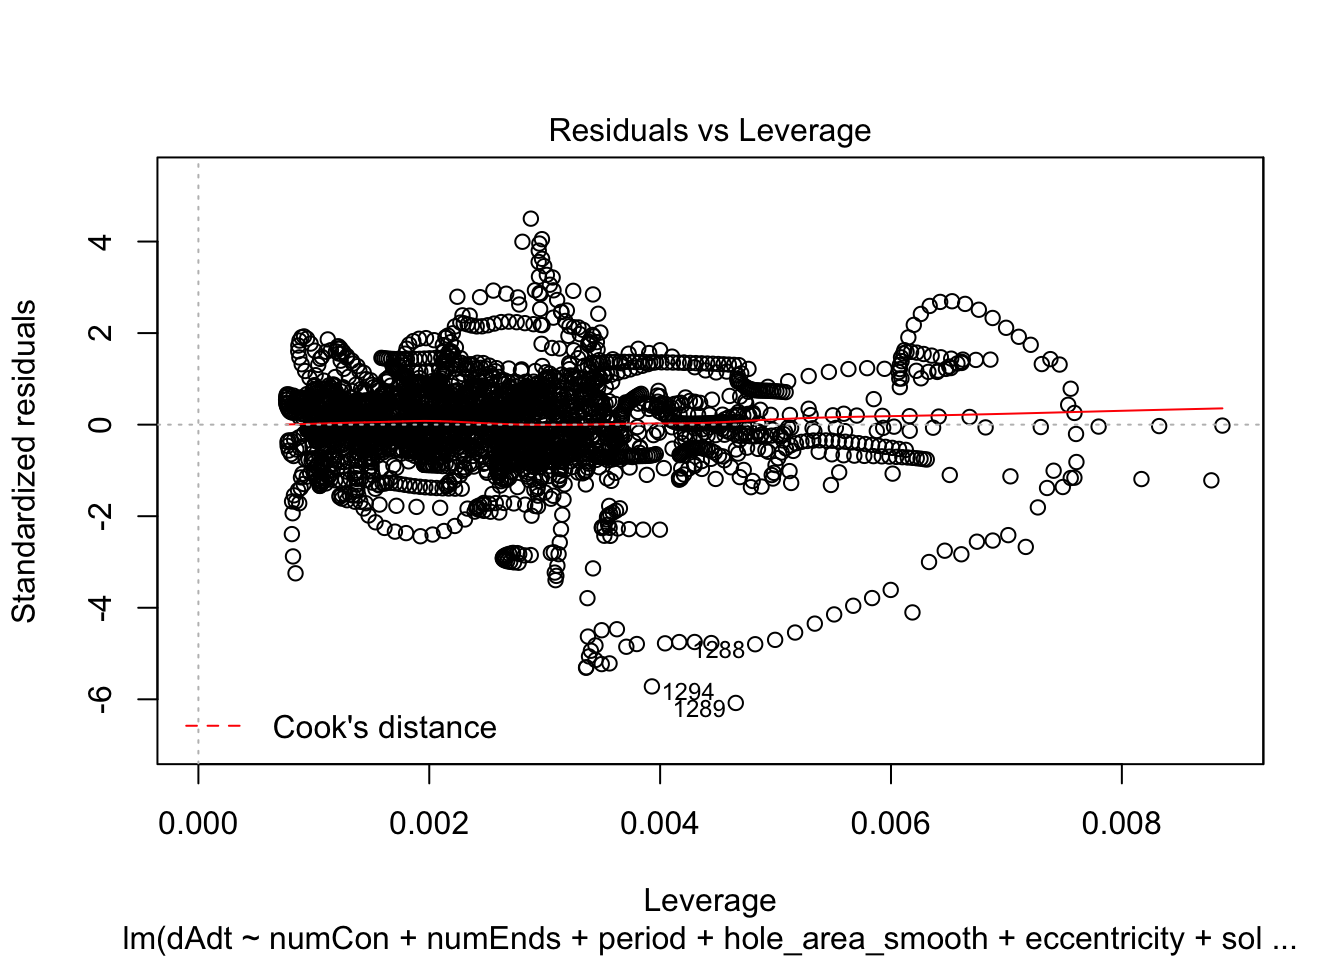 Residuals vs Leverage
Standardized residuals
4
2
0
-2
-4
-6
1288
1294
1289
Cook's distance
0.000 0.002 0.004 0.006 0.008
Leverage
lm(dAdt ~ numCon + numEnds + period + hole_area_smooth + eccentricity + sol ...